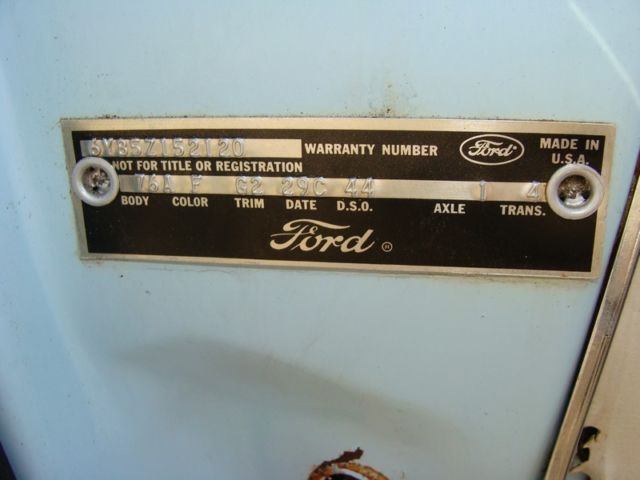 6Y85Z152120 WARRANTY NUMBER Ford MADE IN U.S.A.
NOT FOR TITLE OR REGISTRATION
76A F G2 29C 44 1 4
BODY COLOR TRIM DATE D.S.O. AXLE TRANS.
Ford ®